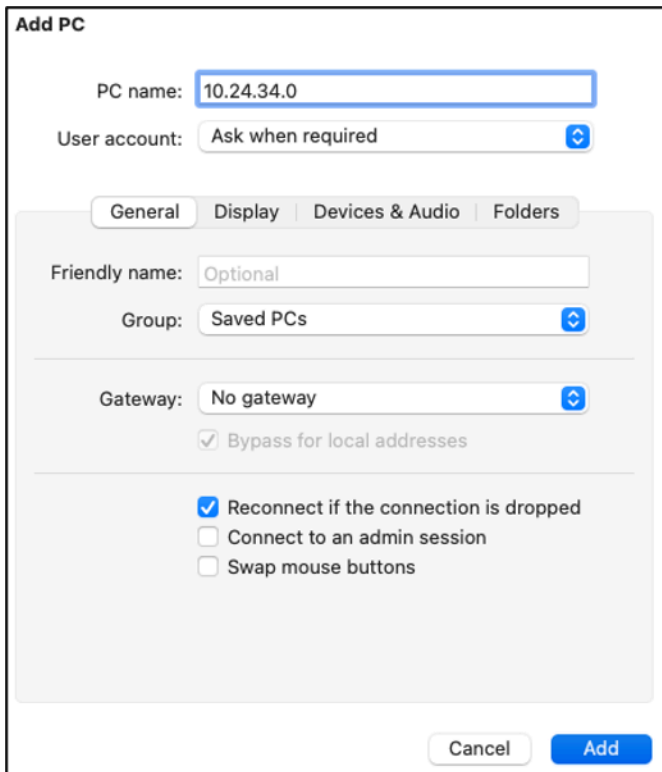 Add PC
PC name: 10.24.34.0
User account: Ask when required
General Display Devices & Audio Folders
Friendly name: Optional
Group: Saved PCs
Gateway: No gateway
Bypass for local addresses
Reconnect if the connection is dropped
Connect to an admin session
Swap mouse buttons
Cancel Add